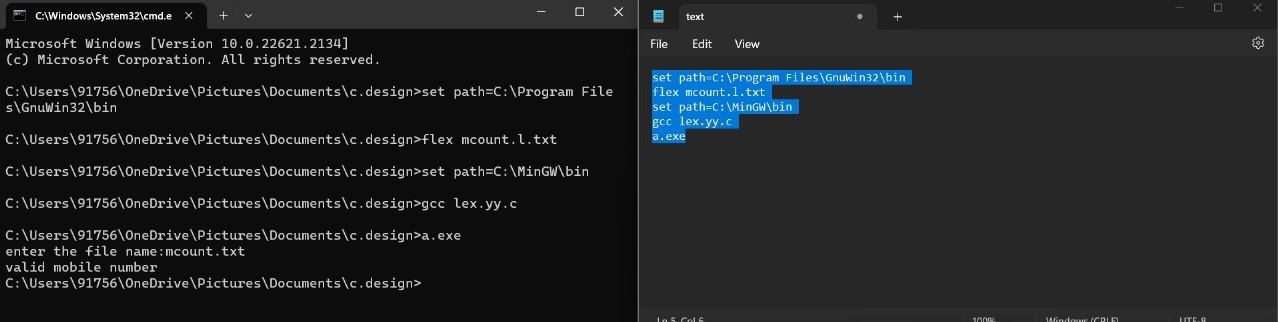 C:\Windows\System32\cmd.e
Microsoft Windows [Version 10.0.22621.2134]
(c) Microsoft Corporation. All rights reserved.
C:\Users\91756\OneDrive\Pictures\Documents\c.design>set path=C:\Program File
s\GnuWin32\bin
C:\Users\91756\OneDrive\Pictures\Documents\c.design>flex mcount.l.txt
C:\Users\91756\OneDrive\Pictures\Documents\c.design>set path=C:\MinGW\bin
C:\Users\91756\OneDrive\Pictures\Documents\c.design>gcc lex.yy.c
C:\Users\91756\OneDrive\Pictures\Documents\c.design>a.exe
enter the file name:mcount.txt
valid mobile number
C:\Users\91756\OneDrive\Pictures\Documents\c.design>
text
File Edit View
set path=C:\Program Files\GnuWin32\bin
flex mcount.l.txt
set path=C:\MinGW\bin
gcc lex.yy.c
a.exe
Ln 5, Col 6 100% Windows (CRLF) UTF-8